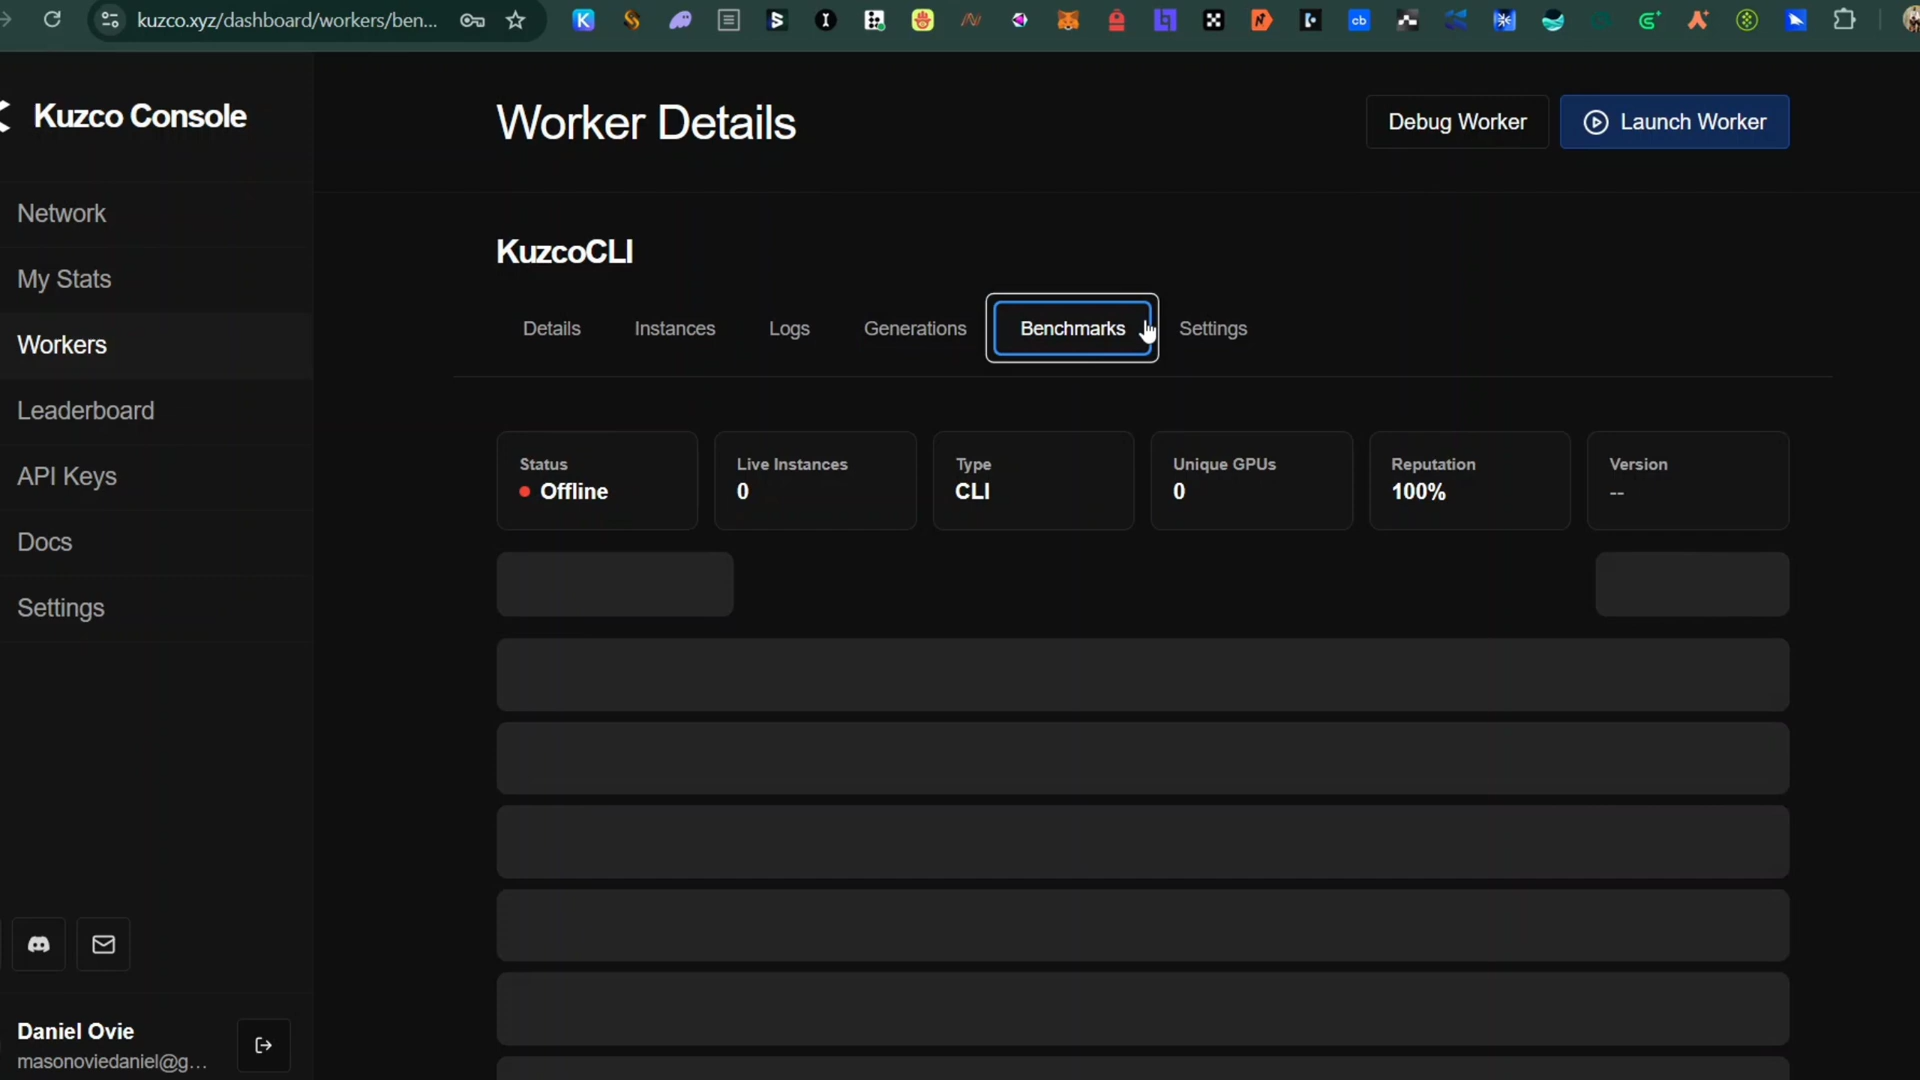 kuzco.xyz/dashboard/workers/ben...
Kuzco Console
Worker Details
Debug Worker
Launch Worker
Network
My Stats
Workers
Leaderboard
API Keys
Docs
Settings
KuzcoCLI
Details
Instances
Logs
Generations
Benchmarks
Settings
Status
Offline
Live Instances
0
Type
CLI
Unique GPUs
0
Reputation
100%
Version
--
Daniel Ovie
masonoviedaniel@g...